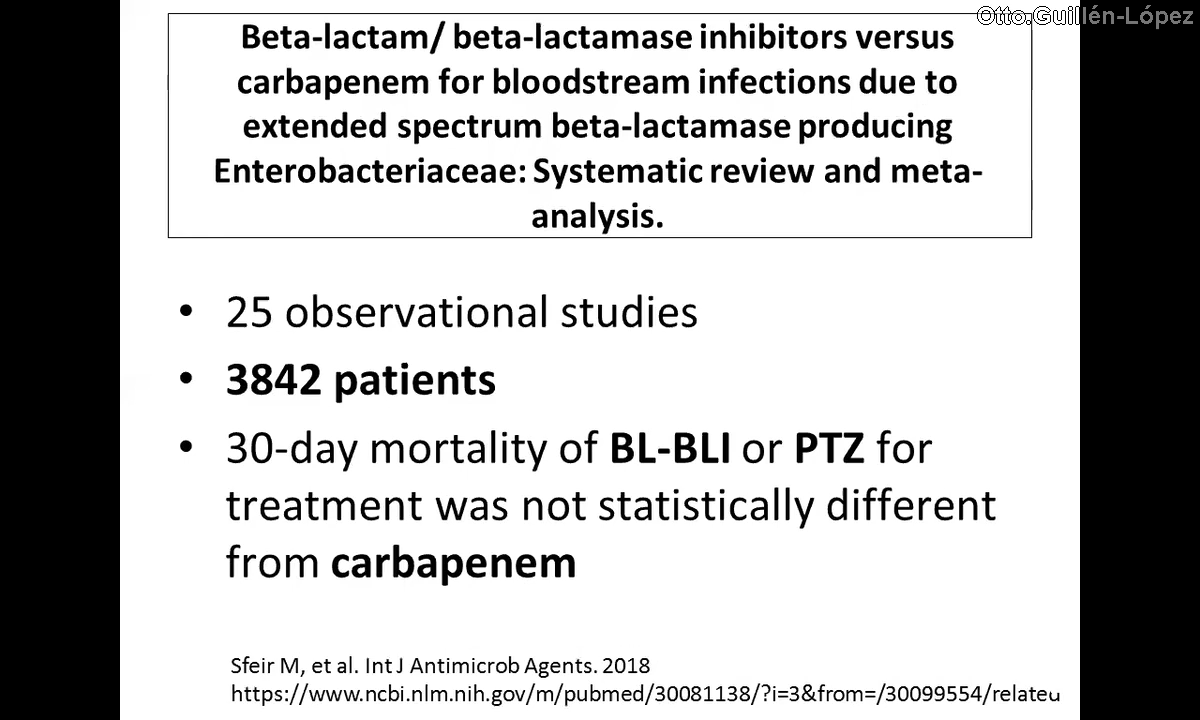 Otto.Guillén-López
Beta-lactam/ beta-lactamase inhibitors versus
carbapenem for bloodstream infections due to
extended spectrum beta-lactamase producing
Enterobacteriaceae: Systematic review and meta-
analysis.
• 25 observational studies
• 3842 patients
• 30-day mortality of BL-BLI or PTZ for
treatment was not statistically different
from carbapenem
Sfeir M, et al. Int J Antimicrob Agents. 2018
https://www.ncbi.nlm.nih.gov/m/pubmed/30081138/?i=3&from=/30099554/related